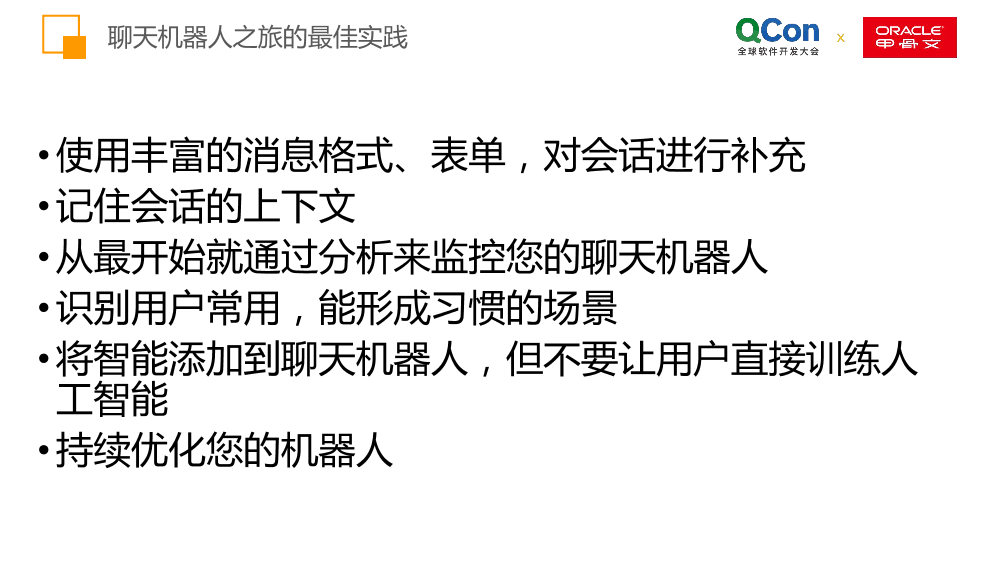 聊天机器人之旅的最佳实践
QCon
全球软件开发大会
x
ORACLE
甲骨文
•使用丰富的消息格式、表单，对会话进行补充
•记住会话的上下文
•从最开始就通过分析来监控您的聊天机器人
•识别用户常用，能形成习惯的场景
•将智能添加到聊天机器人，但不要让用户直接训练人
工智能
•持续优化您的机器人